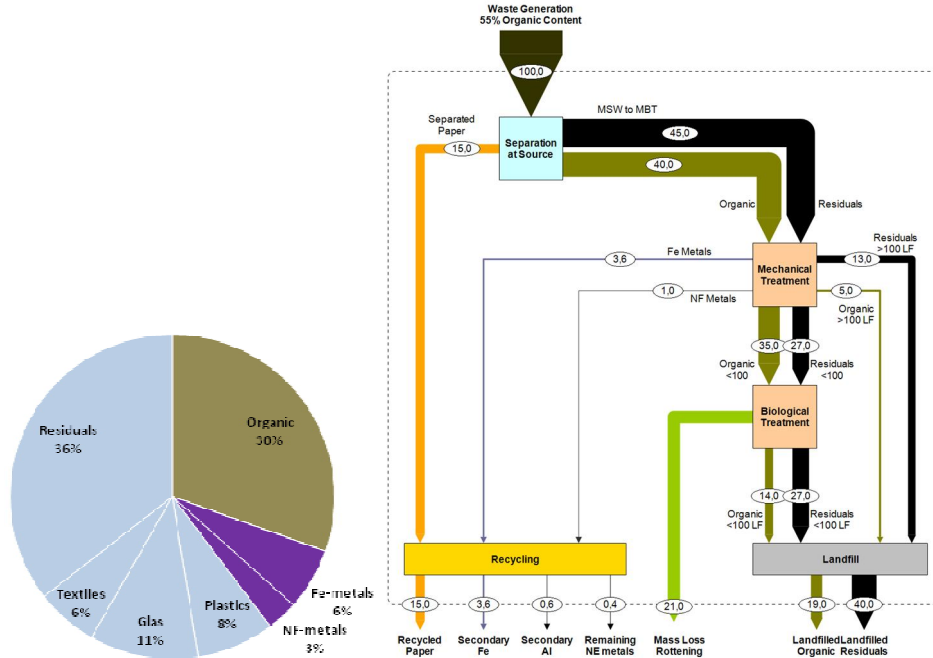 Waste Generation
55% Organic Content
100,0
MSW to MBT
Separated
Paper
15,0
Separation
at Source
45,0
40,0
Organic
Residuals
Residuals
>100 LF
Fe Metals
3,6
13,0
Mechanical
Treatment
1,0
NF Metals
5,0
Organic
>100 LF
35,0
27,0
Organic
<100
Residuals
<100
Biological
Treatment
14,0
27,0
Organic
<100 LF
Residuals
<100 LF
Recycling
Landfill
15,0
3,6
0,6
0,4
21,0
19,0
40,0
Recycled
Paper
Secondary
Fe
Secondary
Al
Remaining
NE metals
Mass Loss
Rottening
Landfilled
Organic
Landfilled
Residuals
Residuals
36%
Organic
30%
Textiles
6%
Glas
11%
Plastics
8%
Fe-metals
6%
NF-metals
3%